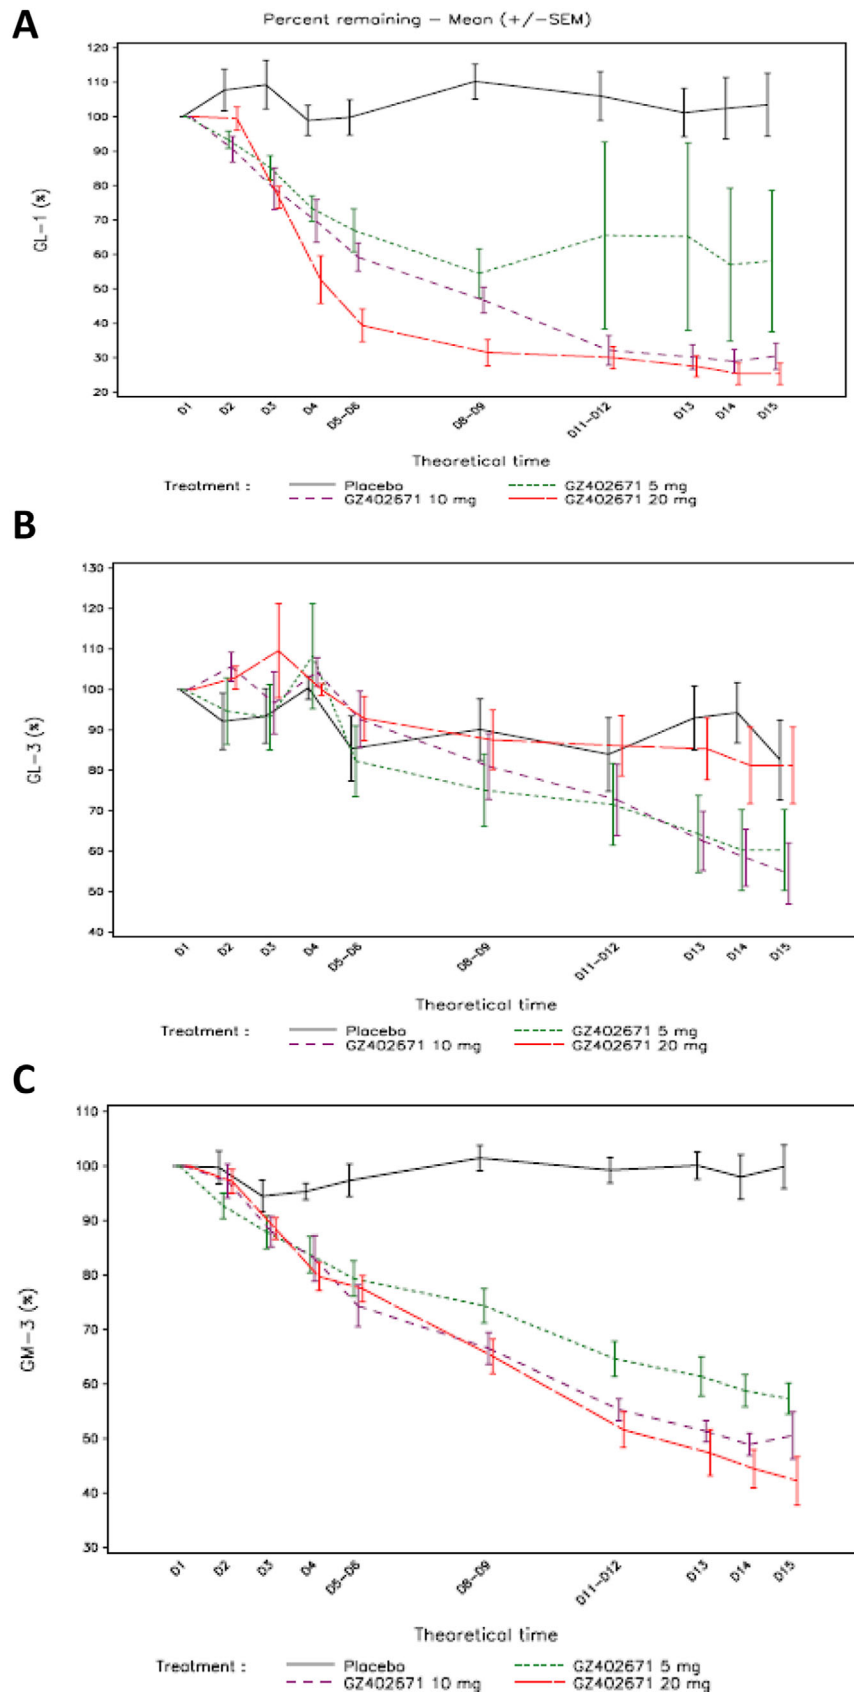 A
Percent remaining – Mean (+/−SEM)
120
110
100
90
80
70
60
50
40
30
20
GL−1 (%)
D1 D2 D3 D4 D5−D6 D8−D9 D11−D12 D13 D14 D15
Theoretical time
Treatment : Placebo GZ402671 5 mg
GZ402671 10 mg GZ402671 20 mg
B
130
120
110
100
90
80
70
60
50
40
GL−3 (%)
D1 D2 D3 D4 D5−D6 D8−D9 D11−D12 D13 D14 D15
Theoretical time
Treatment : Placebo GZ402671 5 mg
GZ402671 10 mg GZ402671 20 mg
C
110
100
90
80
70
60
50
40
30
GM−3 (%)
D1 D2 D3 D4 D5−D6 D8−D9 D11−D12 D13 D14 D15
Theoretical time
Treatment : Placebo GZ402671 5 mg
GZ402671 10 mg GZ402671 20 mg